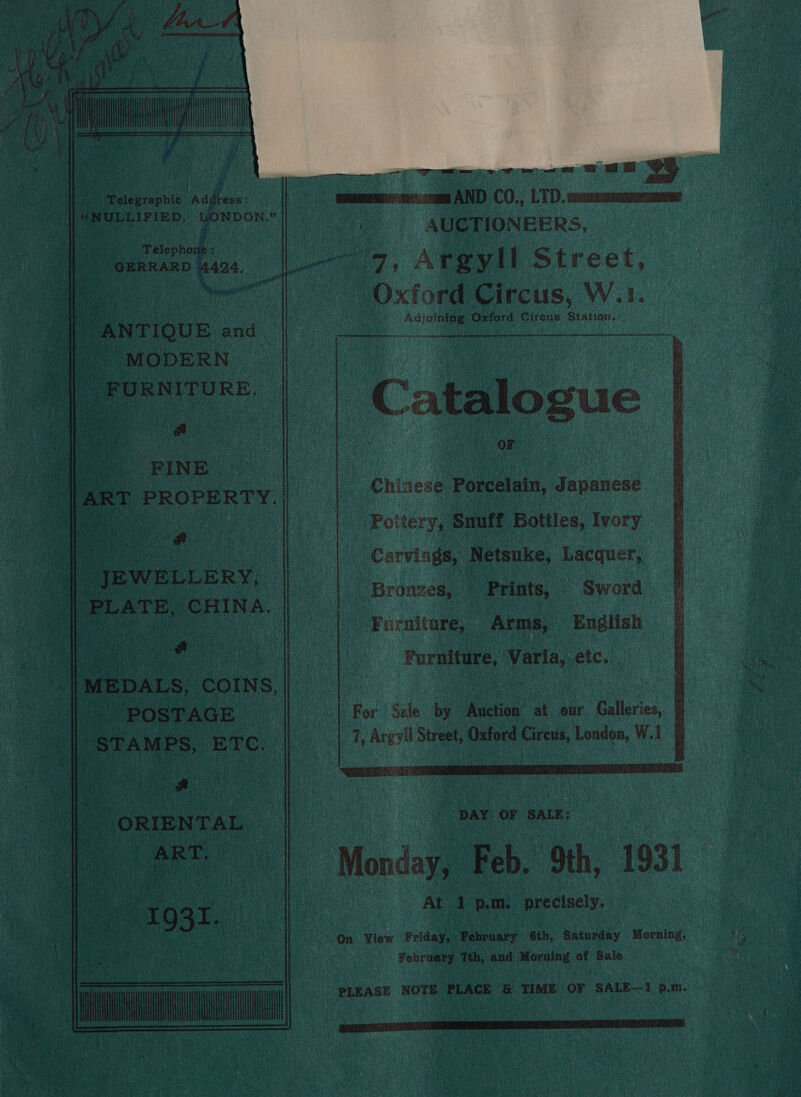 Telegraphic Address:
“NULLIFIED, LONDON.”
Telephone:
GERRARD 4424.
ANTIQUE and
MODERN
FURNITURE.
FINE
ART PROPERTY.
JEWELLERY,
PLATE, CHINA.
MEDALS, COINS,
POSTAGE
STAMPS, ETC.
ORIENTAL
ART.
1931.
AND CO., LTD.
AUCTIONEERS,
7, Argyll Street,
Oxford Circus, W.1.
Adjoining Oxford Circus Station.
Catalogue
OF
Chinese Porcelain, Japanese
Pottery, Snuff Bottles, Ivory
Carvings, Netsuke, Lacquer,
Bronzes, Prints, Sword
Furniture, Arms, English
Furniture, Varia, etc.
For Sale by Auction at our Galleries,
7, Argyll Street, Oxford Circus, London, W.1
DAY OF SALE:
Monday, Feb. 9th, 1931
At 1 p.m. precisely.
On View Friday, February 6th, Saturday Morning,
February 7th, and Morning of Sale
PLEASE NOTE PLACE & TIME OF SALE--1 p.m.